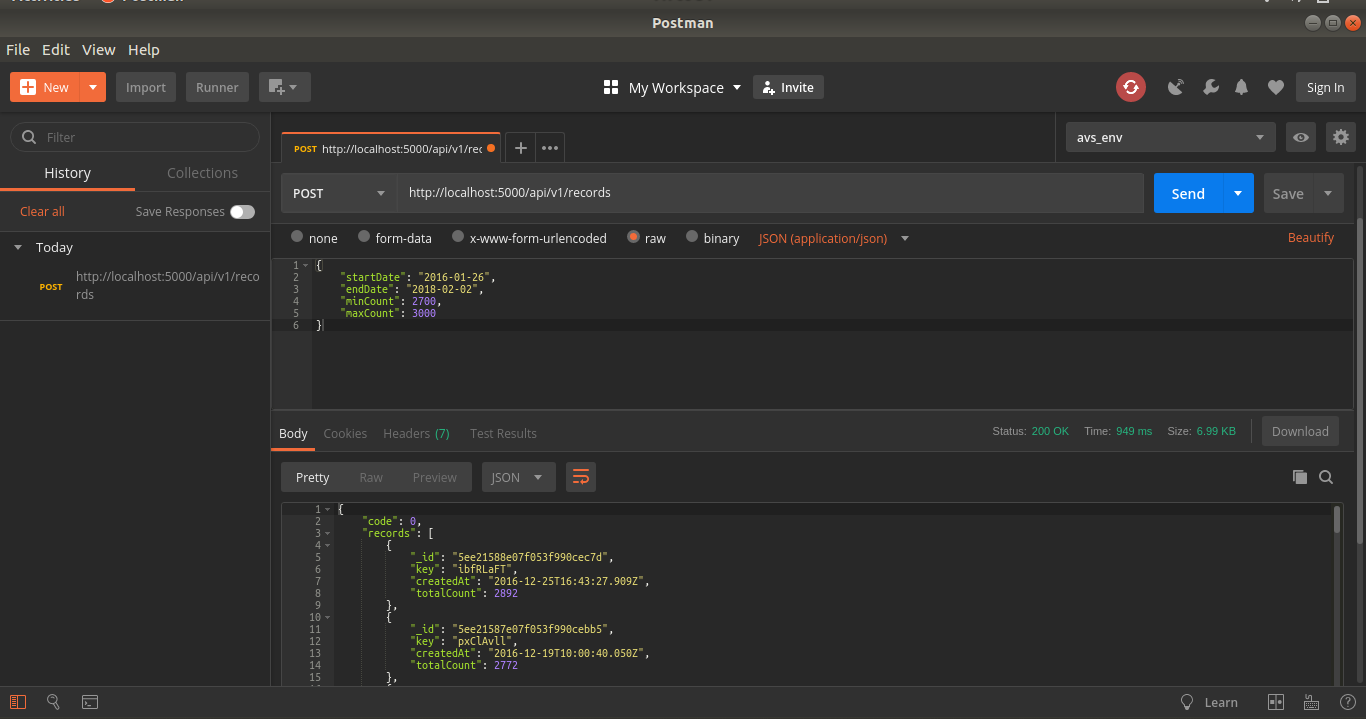 Postman
Postman
File Edit View Help
New Import Runner My Workspace Invite Sign In
Filter
History Collections
Clear all Save Responses
Today
POST http://localhost:5000/api/v1/reco
rds
POST http://localhost:5000/api/v1/rec
avs_env
POST http://localhost:5000/api/v1/records Send Save
none form-data x-www-form-urlencoded raw binary JSON (application/json) Beautify
1 {
2 "startDate": "2016-01-26",
3 "endDate": "2018-02-02",
4 "minCount": 2700,
5 "maxCount": 3000
6 }
Body Cookies Headers (7) Test Results Status: 200 OK Time: 949 ms Size: 6.99 KB Download
Pretty Raw Preview JSON
1 {
2 "code": 0,
3 "records": [
4 {
5 "_id": "5ee21588e07f053f990cec7d",
6 "key": "ibfRLaFT",
7 "createdAt": "2016-12-25T16:43:27.909Z",
8 "totalCount": 2892
9 },
10 {
11 "_id": "5ee21587e07f053f990cebb5",
12 "key": "pxClAvll",
13 "createdAt": "2016-12-19T10:00:40.050Z",
14 "totalCount": 2772
15 },
Learn